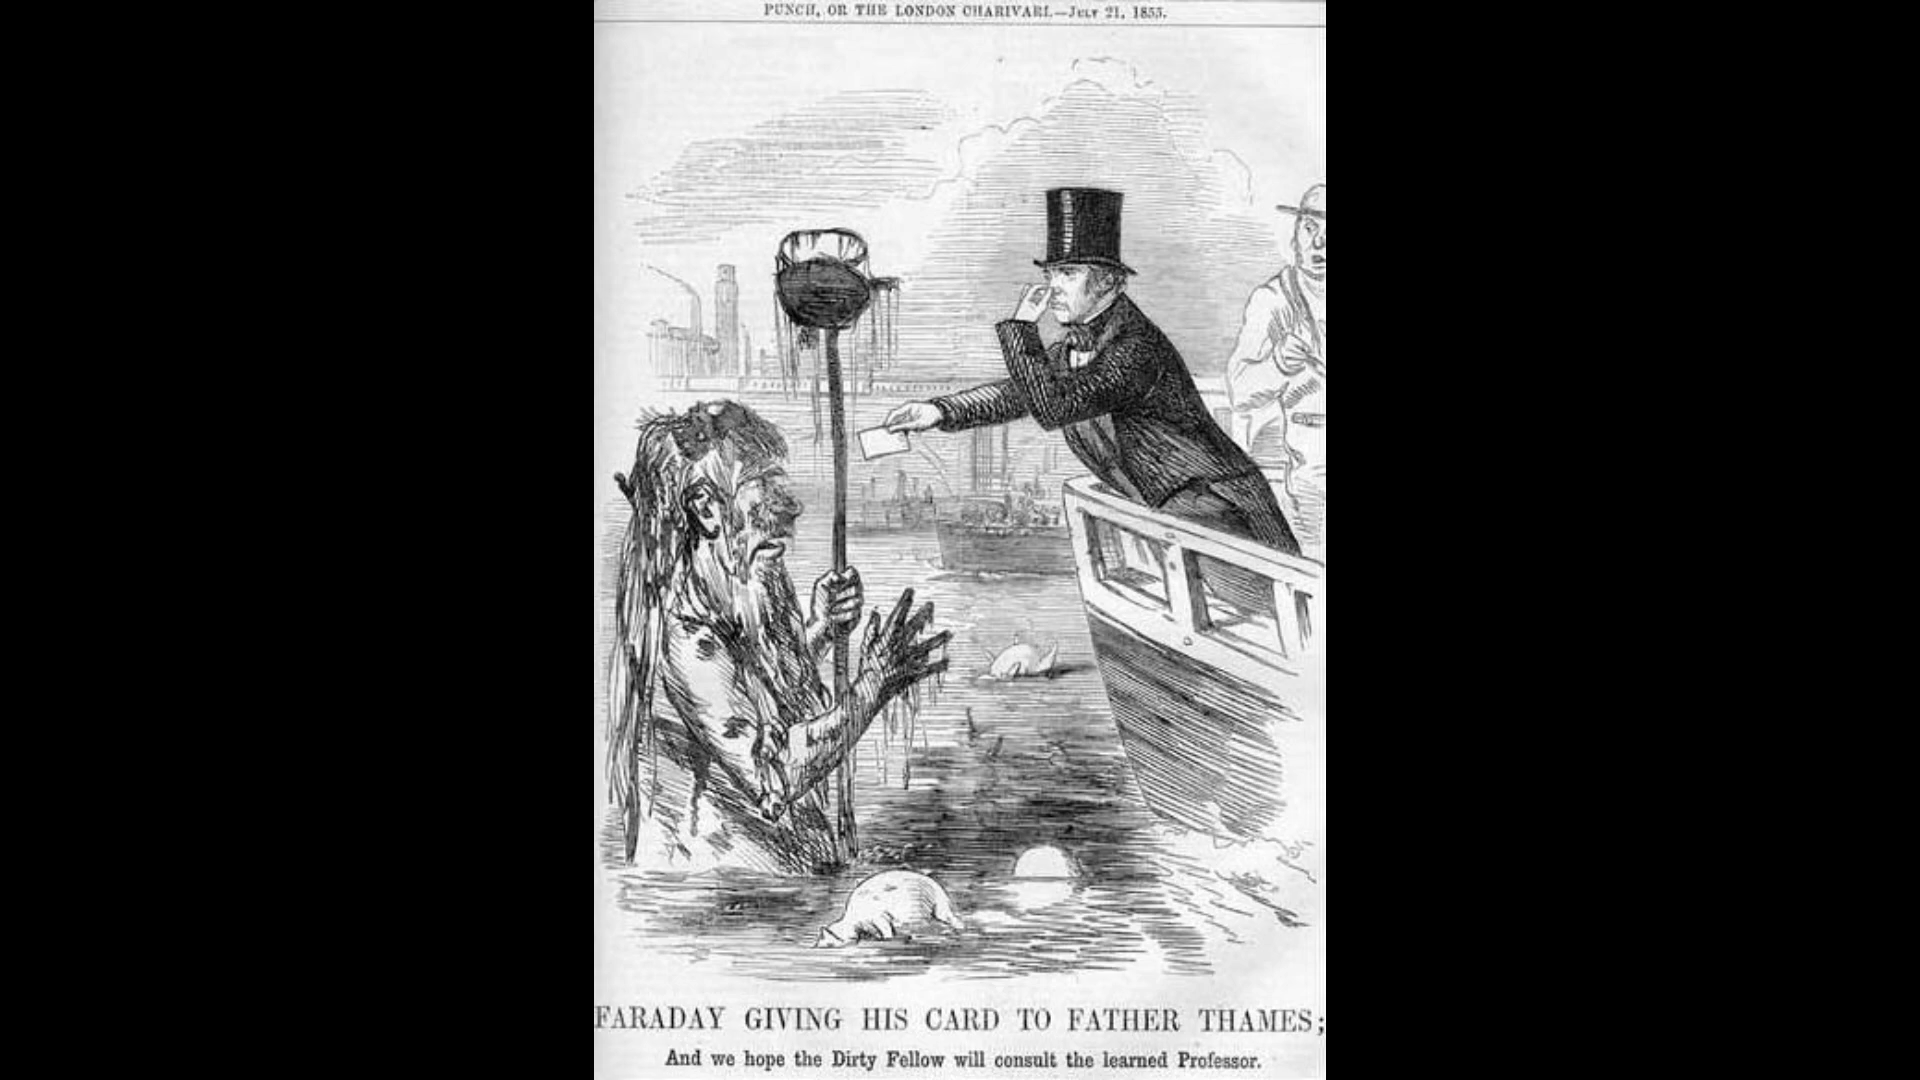 PUNCH, OR THE LONDON CHARIVARI.—July 21, 1855.
FARADAY GIVING HIS CARD TO FATHER THAMES;
And we hope the Dirty Fellow will consult the learned Professor.